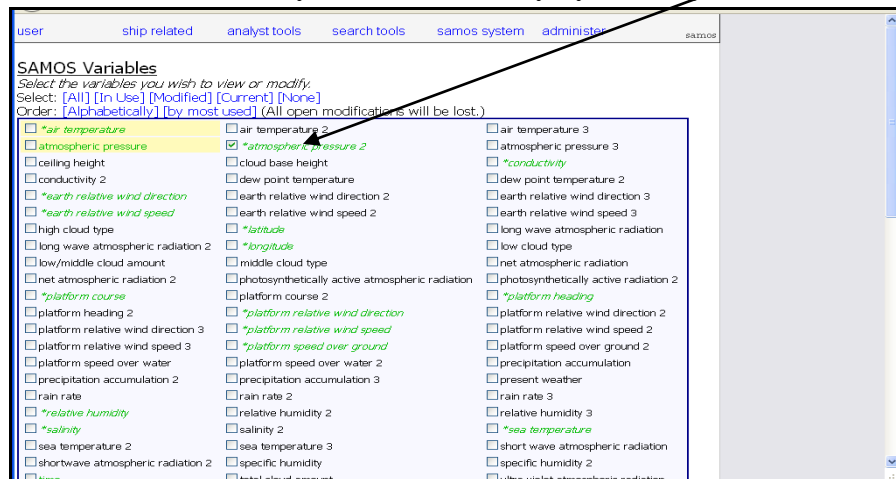 user ship related analyst tools search tools samos system administer samos
SAMOS Variables
Select the variables you wish to view or modify.
Select: [All] [In Use] [Modified] [Current] [None]
Order: [Alphabetically] [by most used] (All open modifications will be lost.)
*air temperature air temperature 2 air temperature 3
atmospheric pressure *atmospheric pressure 2 atmospheric pressure 3
ceiling height cloud base height *conductivity
conductivity 2 dew point temperature dew point temperature 2
*earth relative wind direction earth relative wind direction 2 earth relative wind direction 3
*earth relative wind speed earth relative wind speed 2 earth relative wind speed 3
high cloud type *latitude long wave atmospheric radiation
long wave atmospheric radiation 2 *longitude low cloud type
low/middle cloud amount middle cloud type net atmospheric radiation
net atmospheric radiation 2 photosynthetically active atmospheric radiation photosynthetically active radiation 2
*platform course platform course 2 *platform heading
platform heading 2 *platform relative wind direction platform relative wind direction 2
platform relative wind direction 3 *platform relative wind speed platform relative wind speed 2
platform relative wind speed 3 *platform speed over ground platform speed over ground 2
platform speed over water platform speed over water 2 precipitation accumulation
precipitation accumulation 2 precipitation accumulation 3 present weather
rain rate rain rate 2 rain rate 3
*relative humidity relative humidity 2 relative humidity 3
*salinity salinity 2 *sea temperature
sea temperature 2 sea temperature 3 short wave atmospheric radiation
shortwave atmospheric radiation 2 specific humidity specific humidity 2
*time total cloud amount ultra violet atmospheric radiation